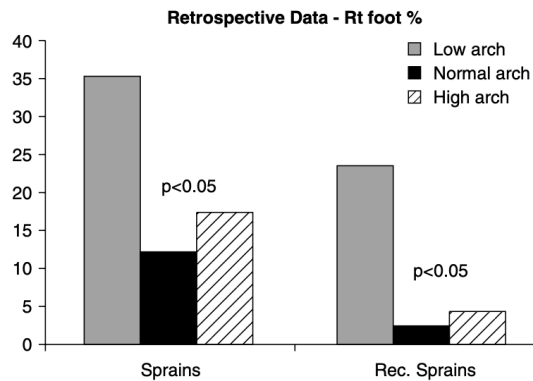 Retrospective Data - Rt foot %
Low arch
Normal arch
High arch
40
35
30
25
20
15
10
5
0
p<0.05
p<0.05
Sprains
Rec. Sprains